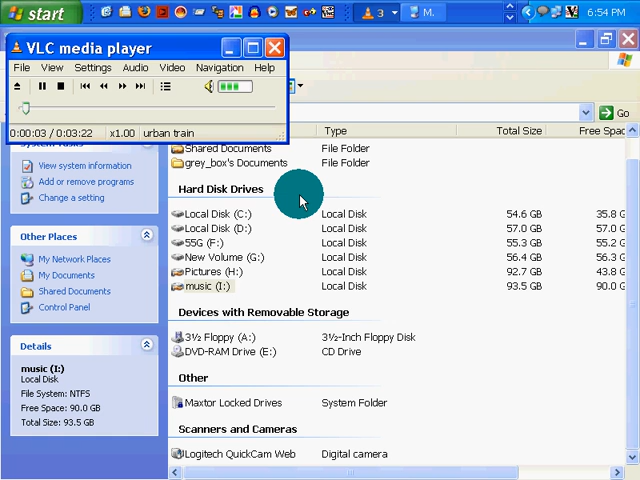 start
3
M.
6:54 PM
VLC media player
File View Settings Audio Video Navigation Help
0:00:03 / 0:03:22 x1.00 urban train
Go
Type Total Size Free Space
Shared Documents File Folder
grey_box's Documents File Folder
Hard Disk Drives
Local Disk (C:) Local Disk 54.6 GB 35.8 G
Local Disk (D:) Local Disk 57.0 GB 57.0 G
55G (F:) Local Disk 55.3 GB 55.2 G
New Volume (G:) Local Disk 56.4 GB 56.3 G
Pictures (H:) Local Disk 92.7 GB 43.8 G
music (I:) Local Disk 93.5 GB 90.0 G
Devices with Removable Storage
3½ Floppy (A:) 3½-Inch Floppy Disk
DVD-RAM Drive (E:) CD Drive
Other
Maxtor Locked Drives System Folder
Scanners and Cameras
Logitech QuickCam Web Digital camera
View system information
Add or remove programs
Change a setting
Other Places
My Network Places
My Documents
Shared Documents
Control Panel
Details
music (I:)
Local Disk
File System: NTFS
Free Space: 90.0 GB
Total Size: 93.5 GB